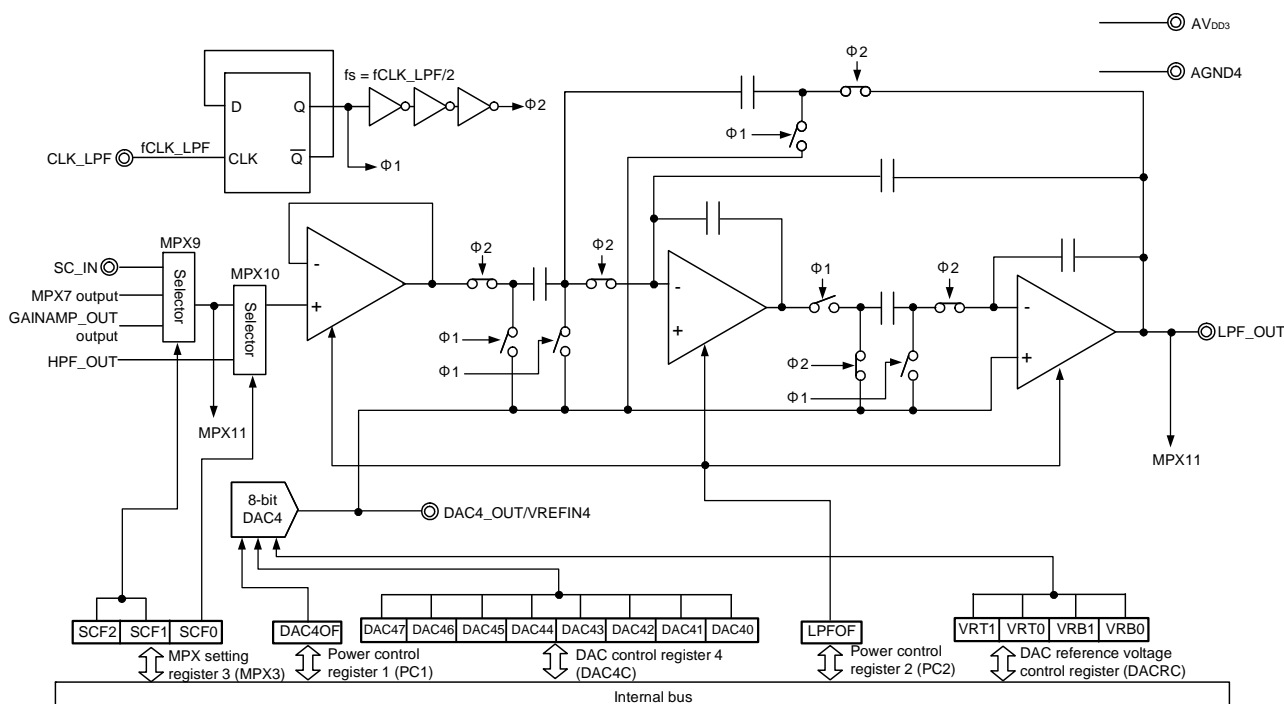 AVDD3
AGND4
Φ2
fs = fCLK_LPF/2
D
Q
Φ2
Φ1
CLK_LPF
fCLK_LPF
CLK
Q
Φ1
MPX9
SC_IN
Selector
MPX10
Selector
MPX7 output
GAINAMP_OUT
output
HPF_OUT
-
+
Φ2
Φ2
Φ1
Φ1
-
+
Φ1
Φ2
Φ2
Φ1
-
+
LPF_OUT
MPX11
MPX11
8-bit
DAC4
DAC4_OUT/VREFIN4
SCF2 SCF1 SCF0
DAC4OF
DAC47 DAC46 DAC45 DAC44 DAC43 DAC42 DAC41 DAC40
LPFOF
VRT1 VRT0 VRB1 VRB0
MPX setting
register 3 (MPX3)
Power control
register 1 (PC1)
DAC control register 4
(DAC4C)
Power control
register 2 (PC2)
DAC reference voltage
control register (DACRC)
Internal bus